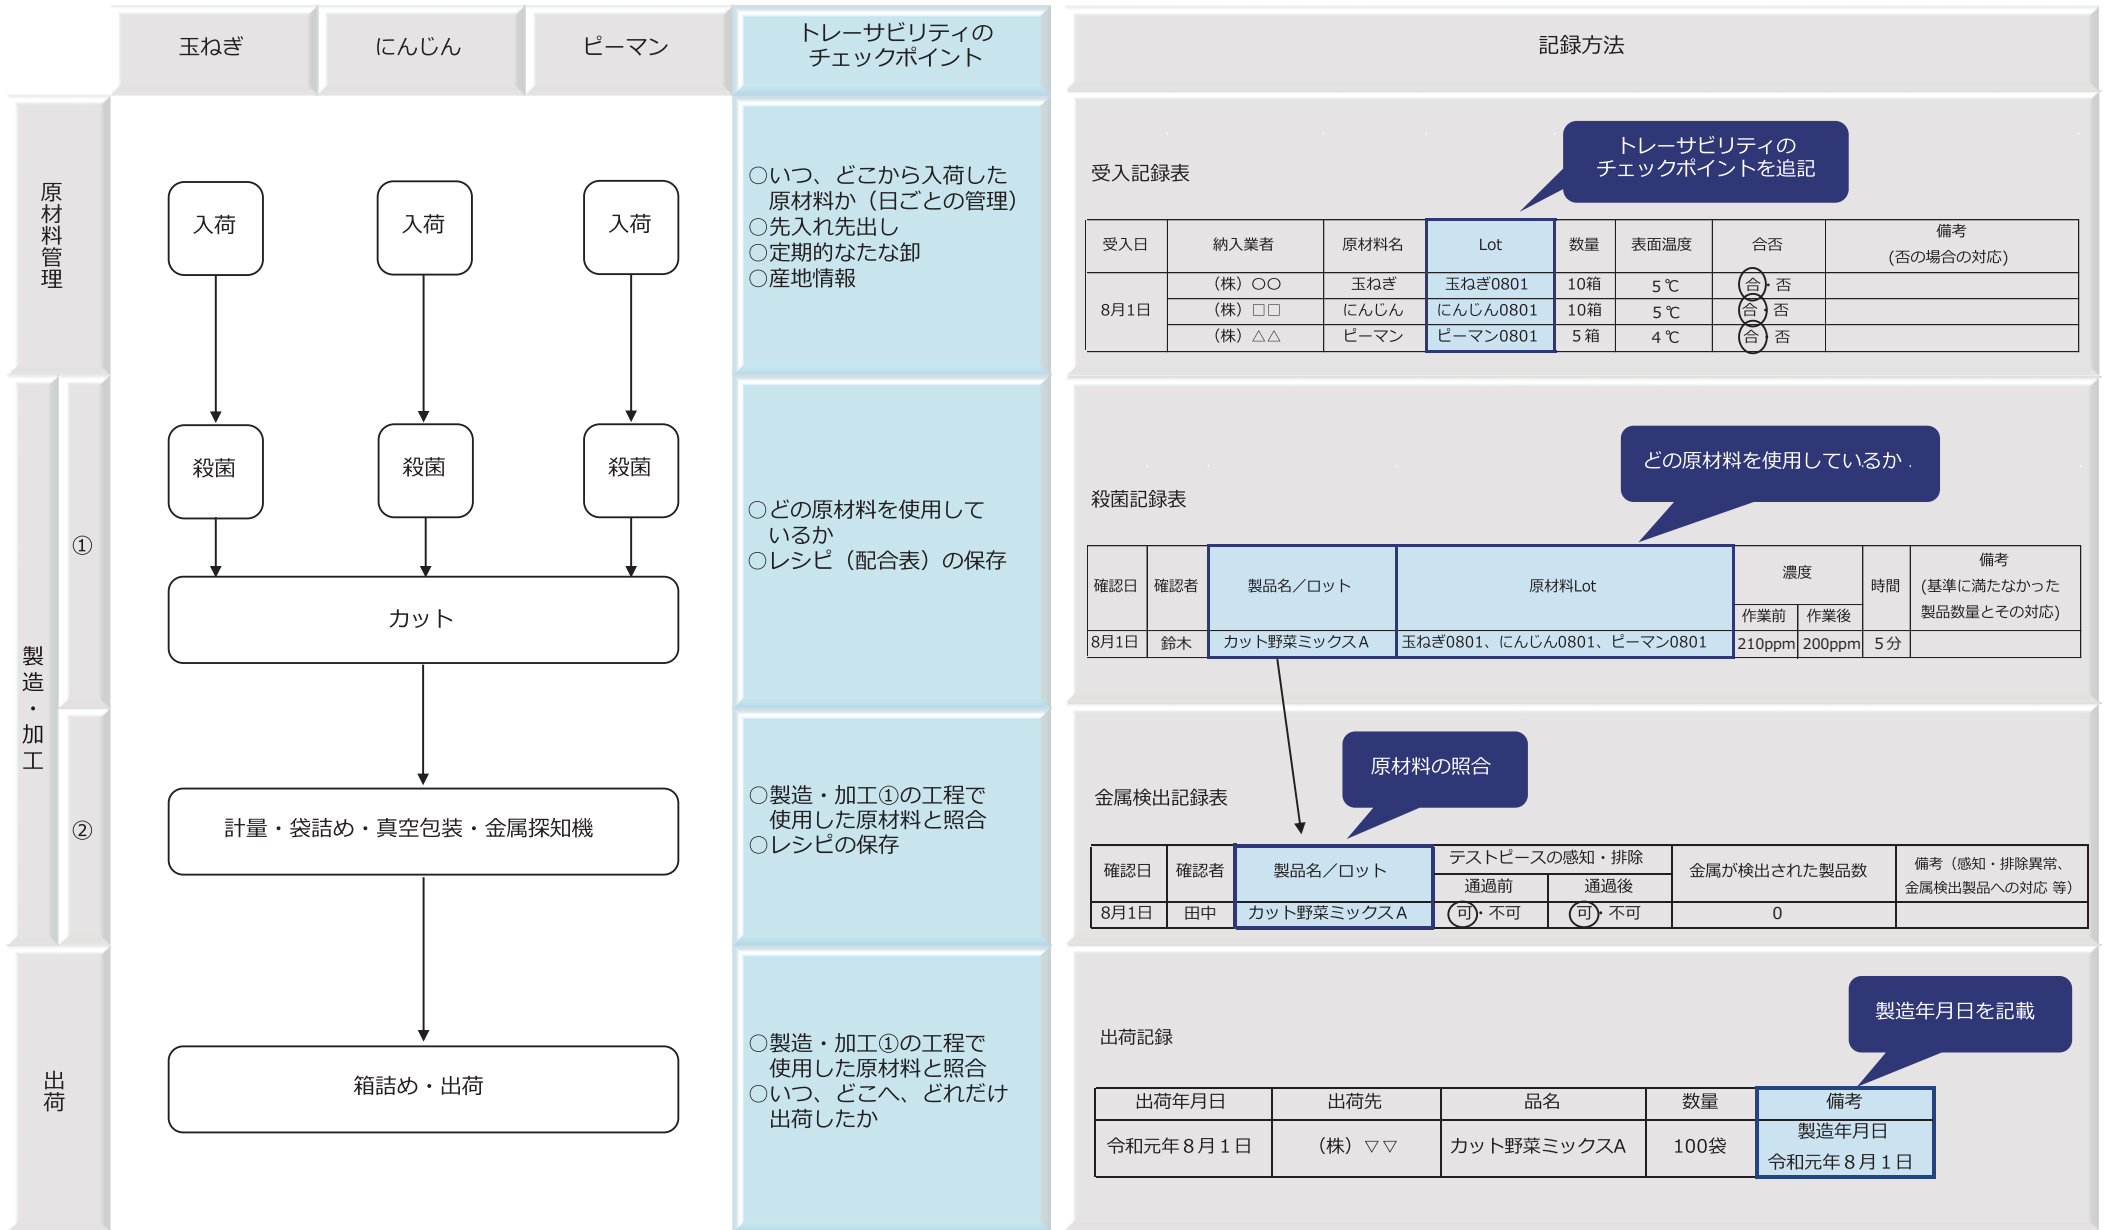 玉ねぎ
にんじん
ピーマン
トレーサビリティの
チェックポイント
記録方法
原材料管理
入荷
入荷
入荷
○いつ、どこから入荷した
原材料か（日ごとの管理）
○先入れ先出し
○定期的なたな卸
○産地情報
トレーサビリティの
チェックポイントを追記
受入記録表
受入日 納入業者 原材料名 Lot 数量 表面温度 合否 備考
(否の場合の対応)
8月1日
（株）〇〇 玉ねぎ 玉ねぎ0801 10箱 5℃ 合・否
（株）□□ にんじん にんじん0801 10箱 5℃ 合・否
（株）△△ ピーマン ピーマン0801 5箱 4℃ 合・否
製造・加工
①
殺菌
殺菌
殺菌
カット
○どの原材料を使用して
いるか
○レシピ（配合表）の保存
どの原材料を使用しているか
殺菌記録表
確認日 確認者 製品名／ロット 原材料Lot 濃度 時間 備考
(基準に満たなかった
製品数量とその対応)
作業前 作業後
8月1日 鈴木 カット野菜ミックスA 玉ねぎ0801、にんじん0801、ピーマン0801 210ppm 200ppm 5分
②
計量・袋詰め・真空包装・金属探知機
○製造・加工①の工程で
使用した原材料と照合
○レシピの保存
原材料の照合
金属検出記録表
確認日 確認者 製品名／ロット テストピースの感知・排除 金属が検出された製品数 備考（感知・排除異常、
金属検出製品への対応 等）
通過前 通過後
8月1日 田中 カット野菜ミックスA 可・不可 可・不可 0
出荷
箱詰め・出荷
○製造・加工①の工程で
使用した原材料と照合
○いつ、どこへ、どれだけ
出荷したか
製造年月日を記載
出荷記録
出荷年月日 出荷先 品名 数量 備考
令和元年８月１日 （株）▽▽ カット野菜ミックスA 100袋 製造年月日
令和元年８月１日